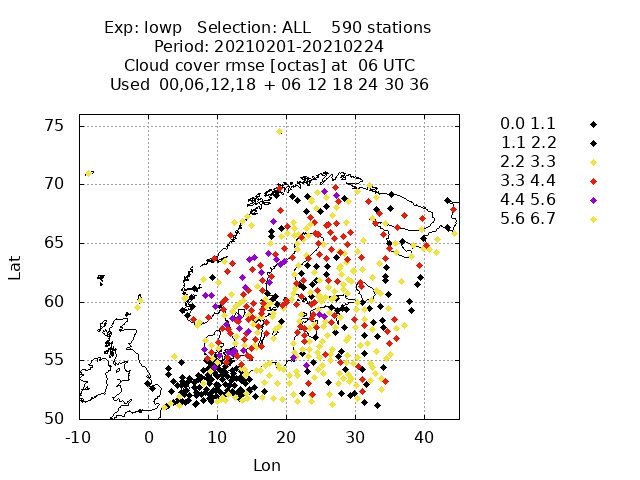 Exp: lowp   Selection: ALL    590 stations
Period: 20210201-20210224
Cloud cover rmse [octas] at  06 UTC
Used  00,06,12,18  + 06 12 18 24 30 36
0.0 1.1
1.1 2.2
2.2 3.3
3.3 4.4
4.4 5.6
5.6 6.7
75
70
65
60
55
50
Lat
-10 0 10 20 30 40
Lon